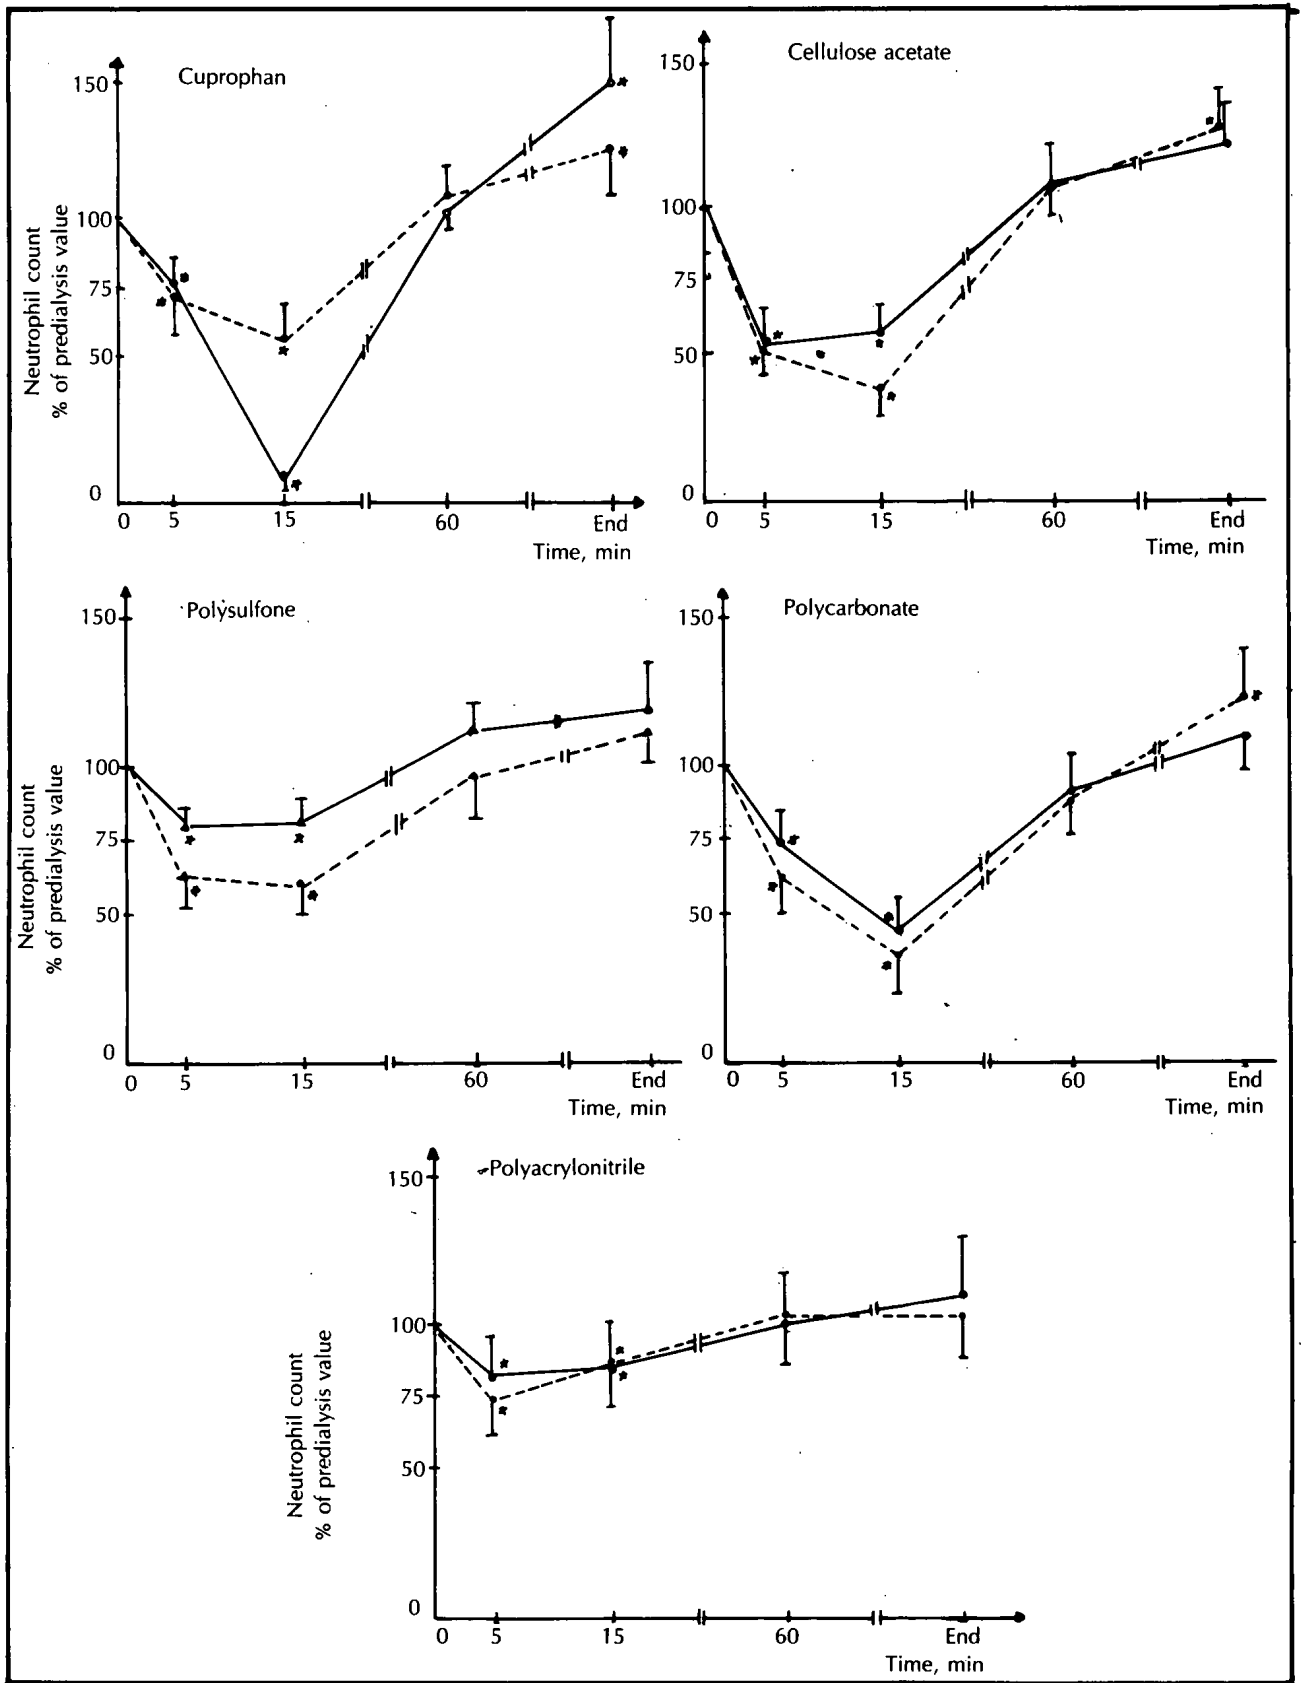 Cuprophan
150
100
75
50
0
Neutrophil count
% of predialysis value
0 5 15 60 End
Time, min
Cellulose acetate
150
100
75
50
0
0 5 15 60 End
Time, min
Polysulfone
150
100
75
50
0
Neutrophil count
% of predialysis value
0 5 15 60 End
Time, min
Polycarbonate
150
100
75
50
0
0 5 15 60 End
Time, min
Polyacrylonitrile
150
100
75
50
0
Neutrophil count
% of predialysis value
0 5 15 60 End
Time, min